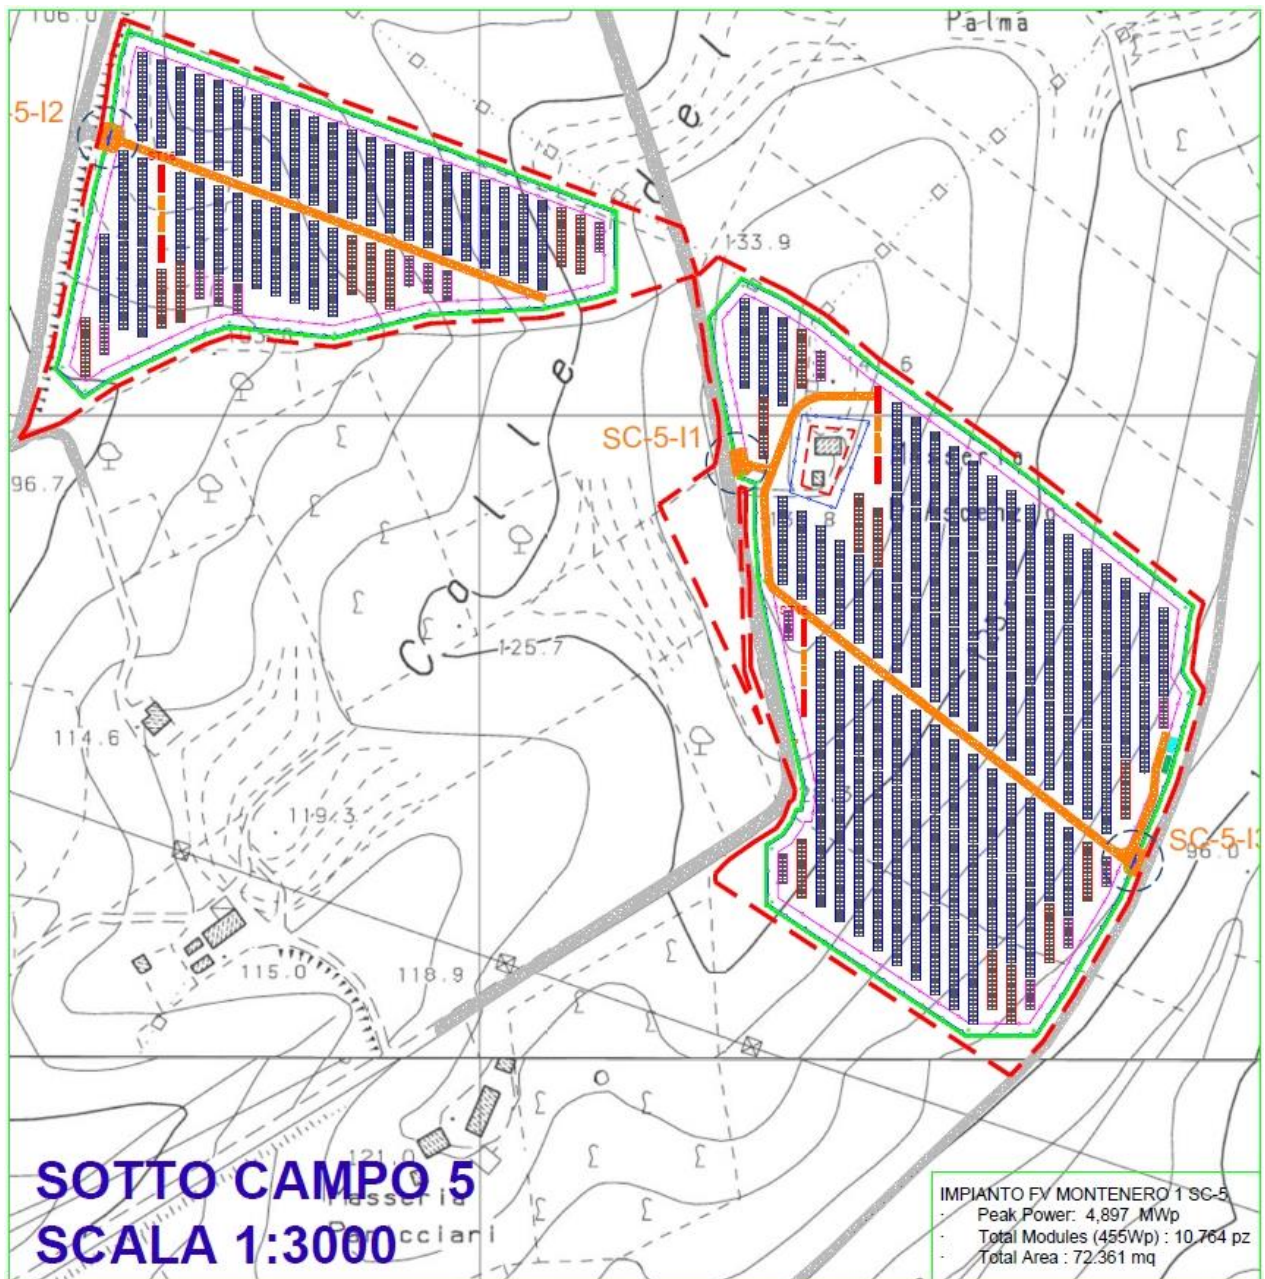 106.0
Palma
-5-I2
del
133.9
Colle
SC-5-I1
Masseria
96.7
125.7
114.6
119.3
SC-5-I3
96.0
115.0
118.9
SOTTO CAMPO 5
121.0
Masseria
SCALA 1:3000
IMPIANTO FV MONTENERO 1 SC-5
· Peak Power: 4,897 MWp
· Total Modules (455Wp) : 10.764 pz
· Total Area : 72.361 mq